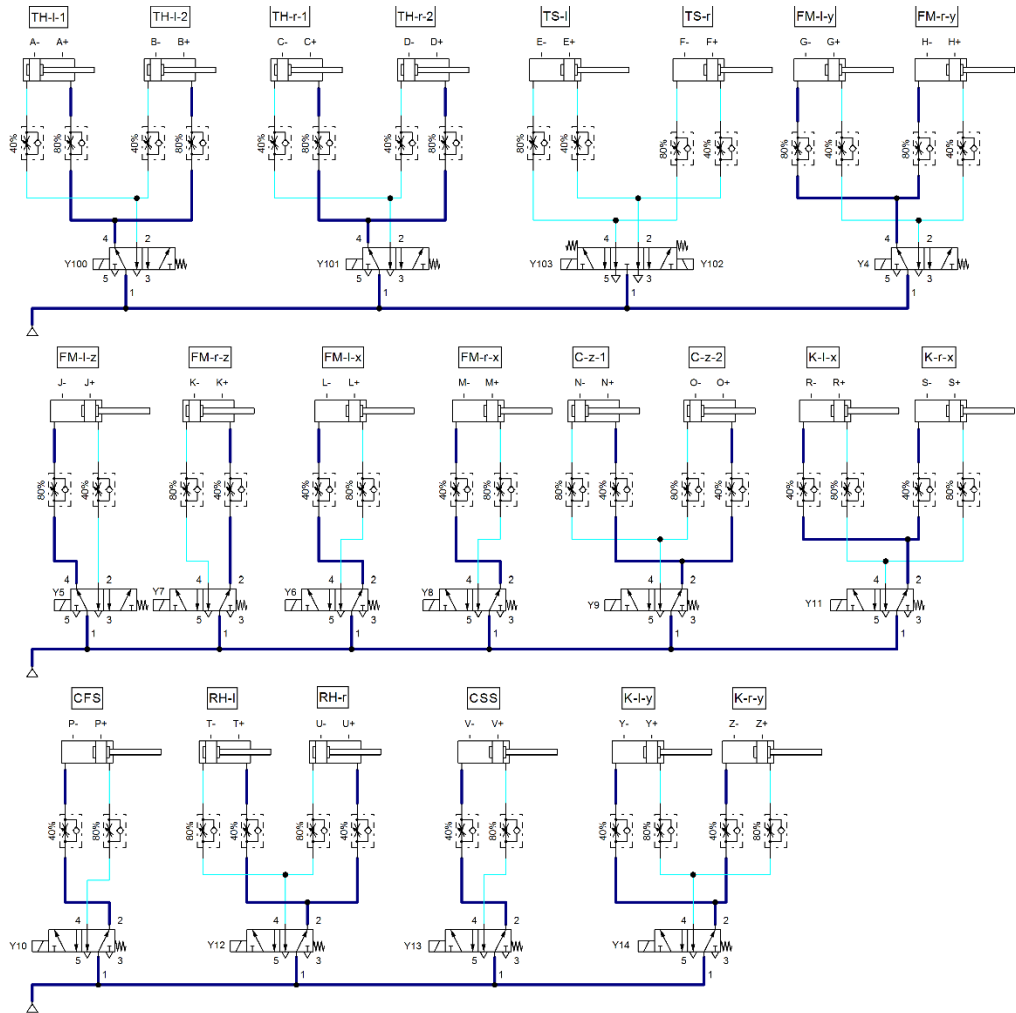 TH-l-1 TH-l-2 TH-r-1 TH-r-2 TS-l TS-r FM-l-y FM-r-y
A- A+ B- B+ C- C+ D- D+ E- E+ F- F+ G- G+ H- H+
40% 80% 40% 80% 40% 80% 40% 80% 80% 40% 80% 40% 80% 40% 80% 40%
4 2 4 2 4 2 4 2
Y100 Y101 Y103 Y102 Y4
5 3 5 3 5 3 5 3
1 1 1 1
FM-l-z FM-r-z FM-l-x FM-r-x C-z-1 C-z-2 K-l-x K-r-x
J- J+ K- K+ L- L+ M- M+ N- N+ O- O+ R- R+ S- S+
80% 40% 80% 40% 40% 80% 40% 80% 80% 40% 80% 40% 40% 80% 40% 80%
4 2 4 2 4 2 4 2 4 2 4 2
Y5 Y7 Y6 Y8 Y9 Y11
5 3 5 3 5 3 5 3 5 3 5 3
1 1 1 1 1 1
CFS RH-l RH-r CSS K-l-y K-r-y
P- P+ T- T+ U- U+ V- V+ Y- Y+ Z- Z+
40% 80% 80% 40% 80% 40% 40% 80% 40% 80% 40% 80%
4 2 4 2 4 2 4 2
Y10 Y12 Y13 Y14
5 3 5 3 5 3 5 3
1 1 1 1